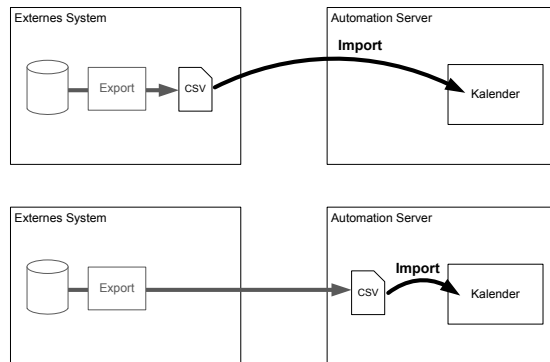 Externes System
Automation Server
Import
Export
CSV
Kalender
Externes System
Automation Server
Import
Export
CSV
Kalender